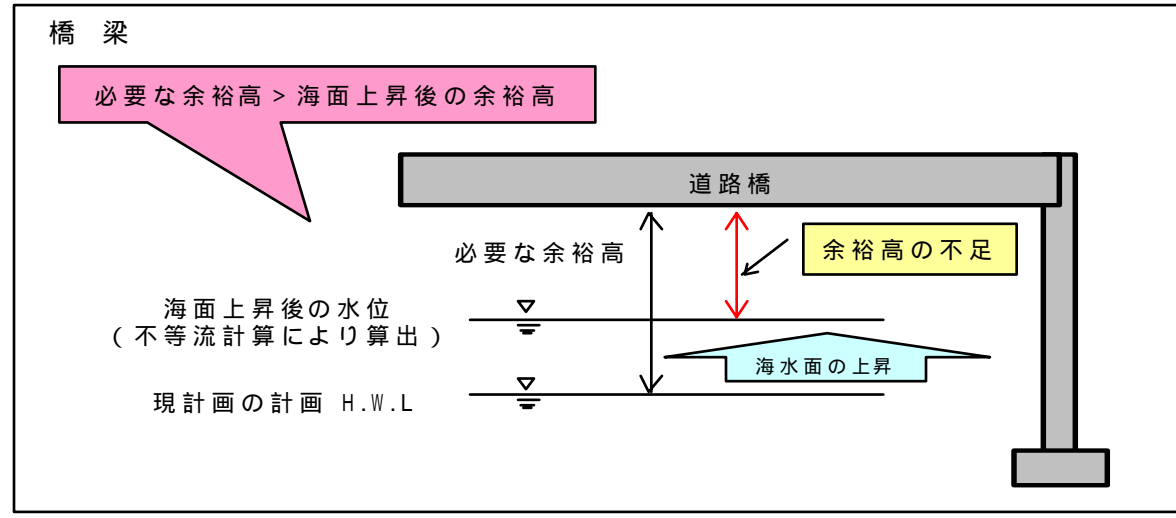 橋 梁
必要な余裕高 > 海面上昇後の余裕高
道路橋
必要な余裕高
余裕高の不足
海面上昇後の水位
(不等流計算により算出)
海水面の上昇
現計画の計画 H.W.L